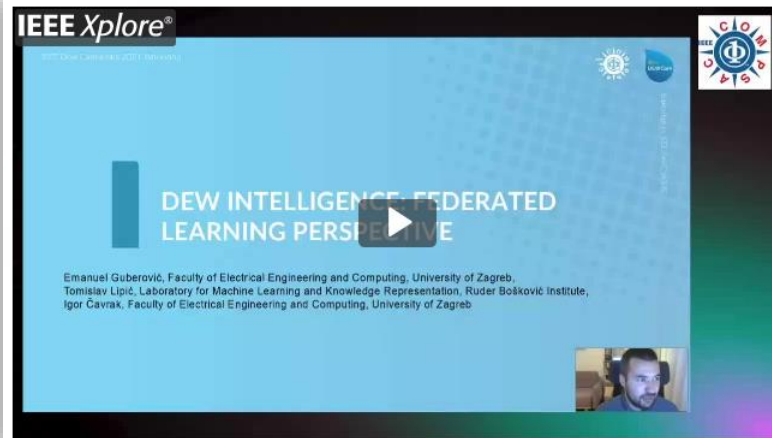 IEEE Xplore®
IEEE
COMPSAC
DEW INTELLIGENCE: FEDERATED
LEARNING PERSPECTIVE
Emanuel Guberović, Faculty of Electrical Engineering and Computing, University of Zagreb,
Tomislav Lipić, Laboratory for Machine Learning and Knowledge Representation, Ruder Bošković Institute,
Igor Čavrak, Faculty of Electrical Engineering and Computing, University of Zagreb